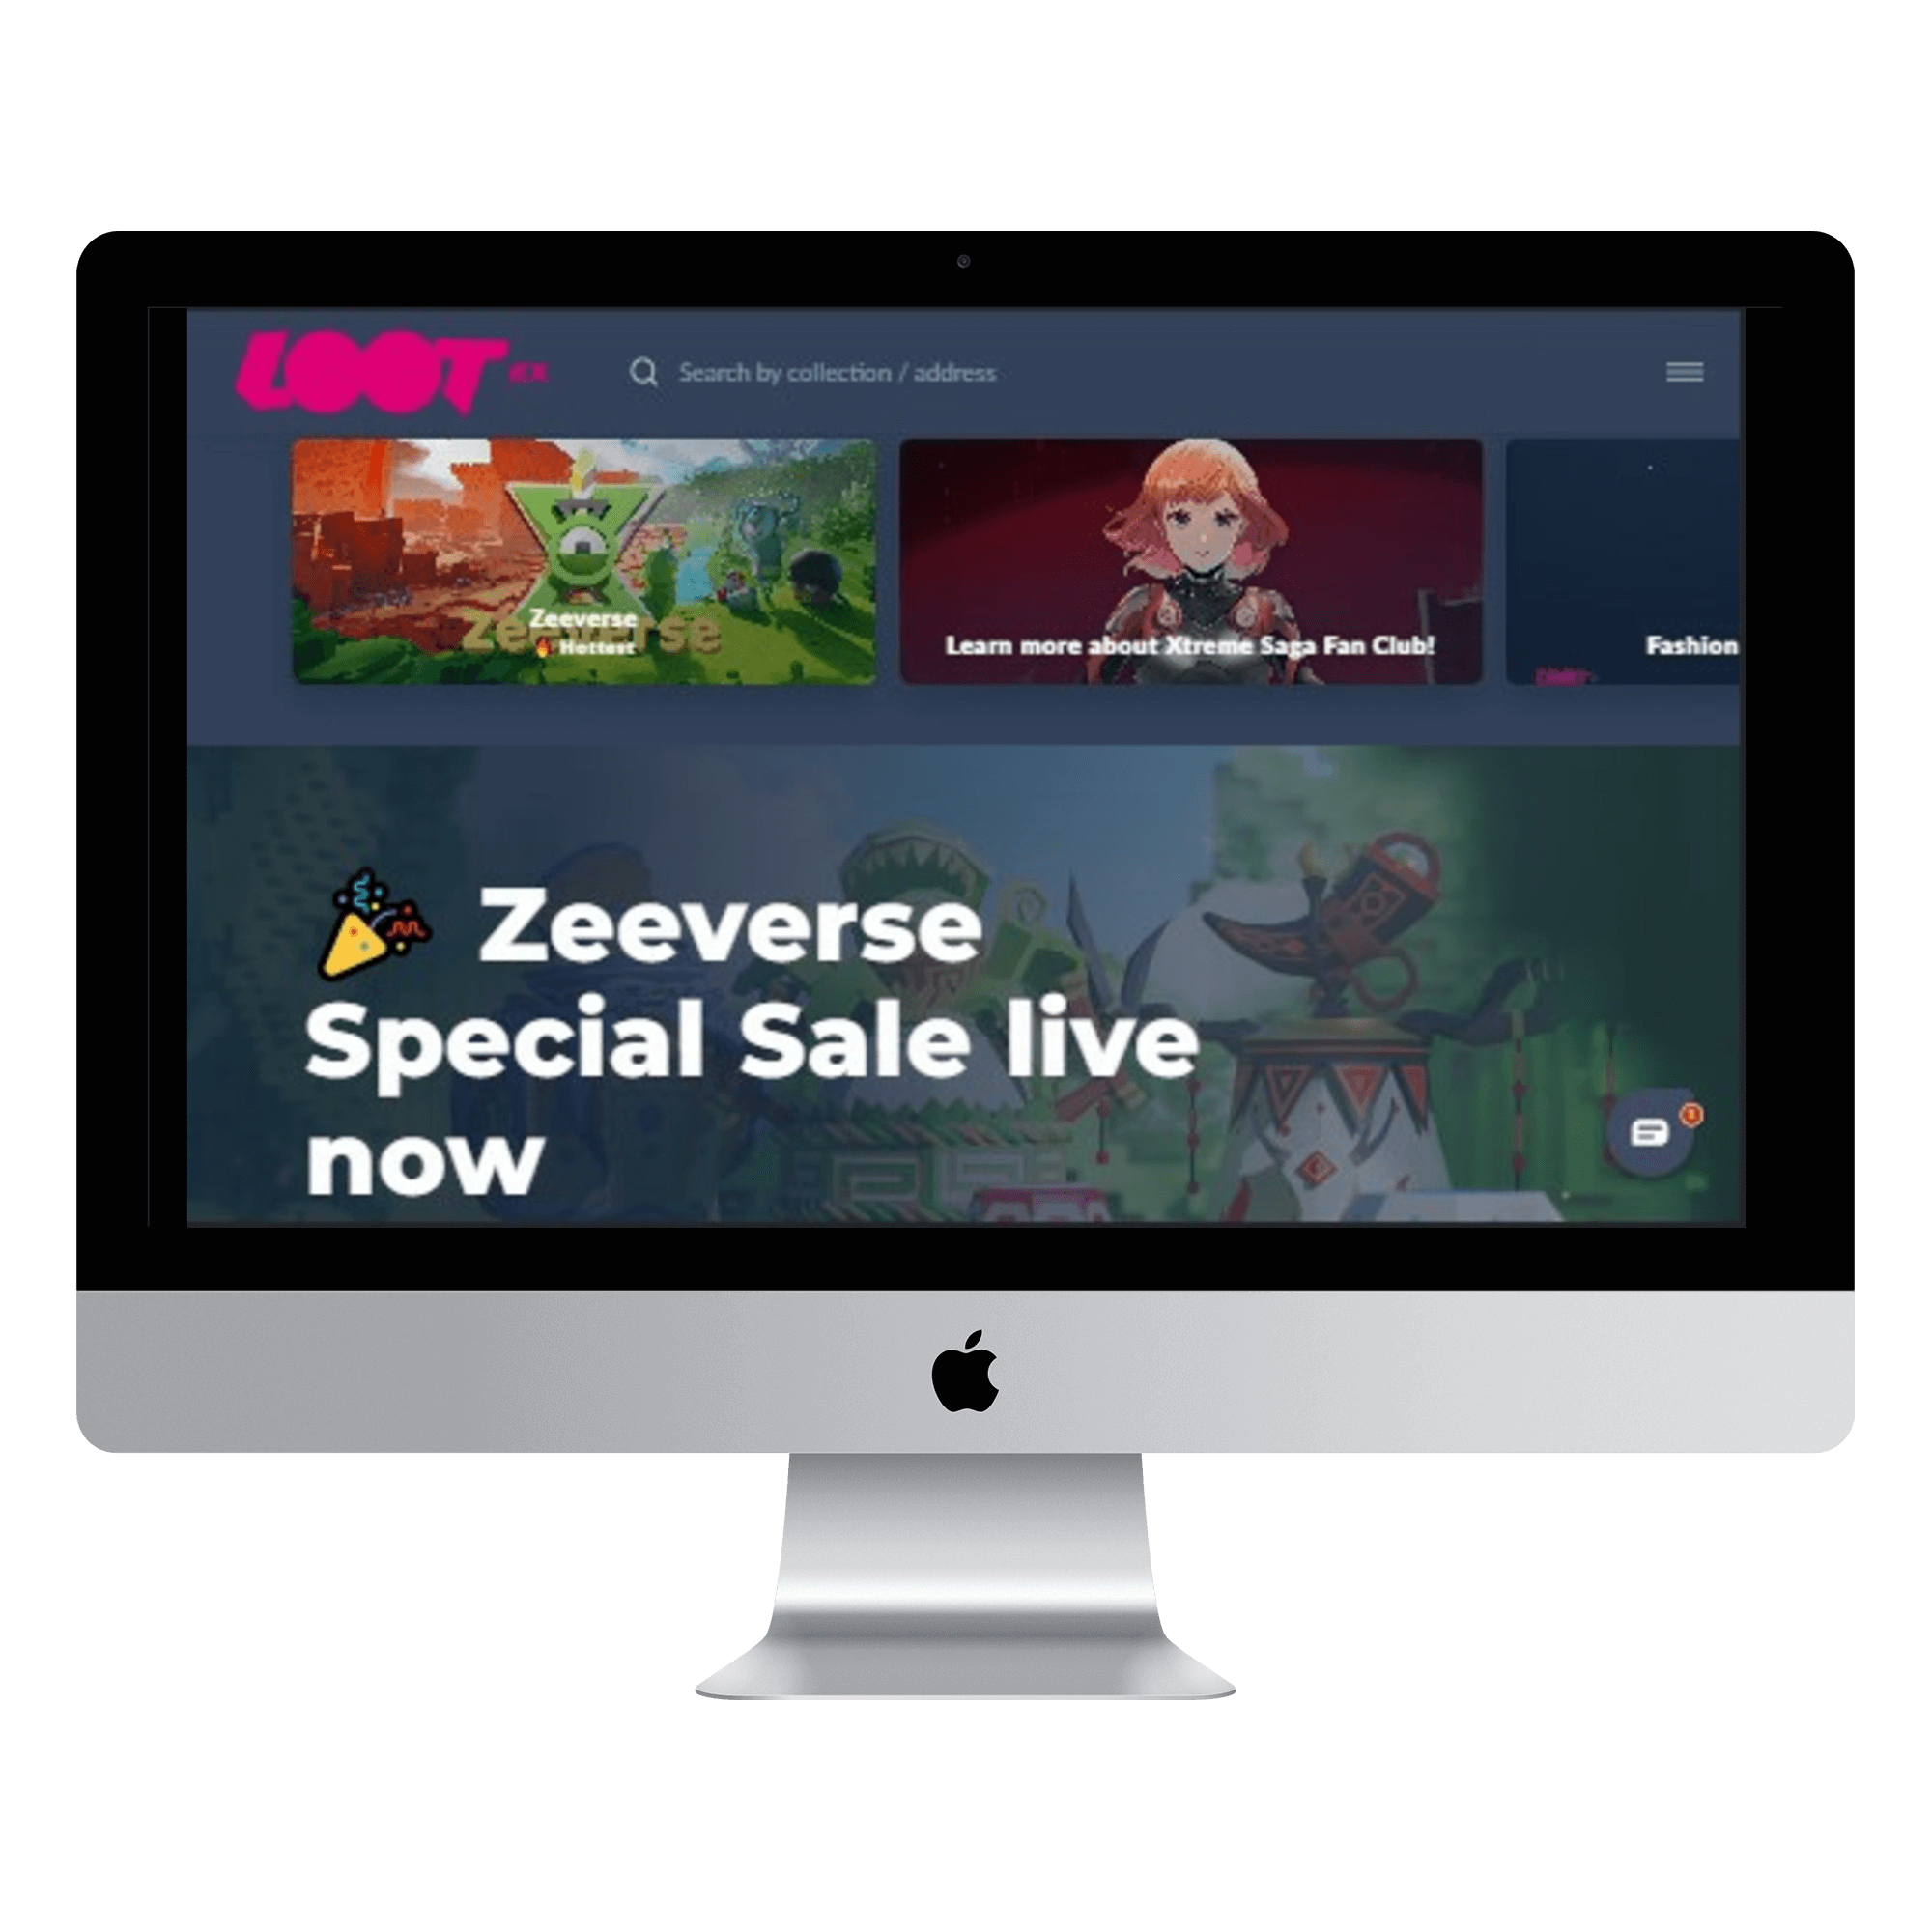 LOOT EX
Search by collection / address
Zeeverse
Zeeverse
🔥 Hottest
Learn more about Xtreme Saga Fan Club!
Fashion
🎉 Zeeverse
Special Sale live
now